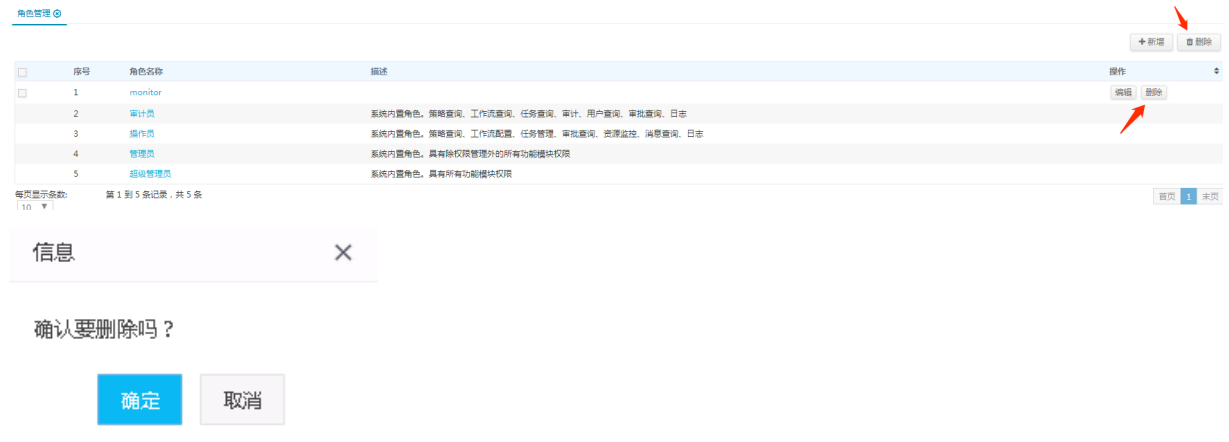 角色管理
新增 删除
序号 角色名称 描述 操作
1 monitor 编辑 删除
2 审计员 系统内置角色。策略查询、工作流查询、任务查询、审计、用户查询、审批查询、日志
3 操作员 系统内置角色。策略查询、工作流配置、任务管理、审批查询、资源监控、消息查询、日志
4 管理员 系统内置角色。具有除权限管理外的所有功能模块权限
5 超级管理员 系统内置角色。具有所有功能模块权限
每页显示条数: 第 1 到 5 条记录，共 5 条 首页 1 末页
10
信息
确认要删除吗？
确定 取消